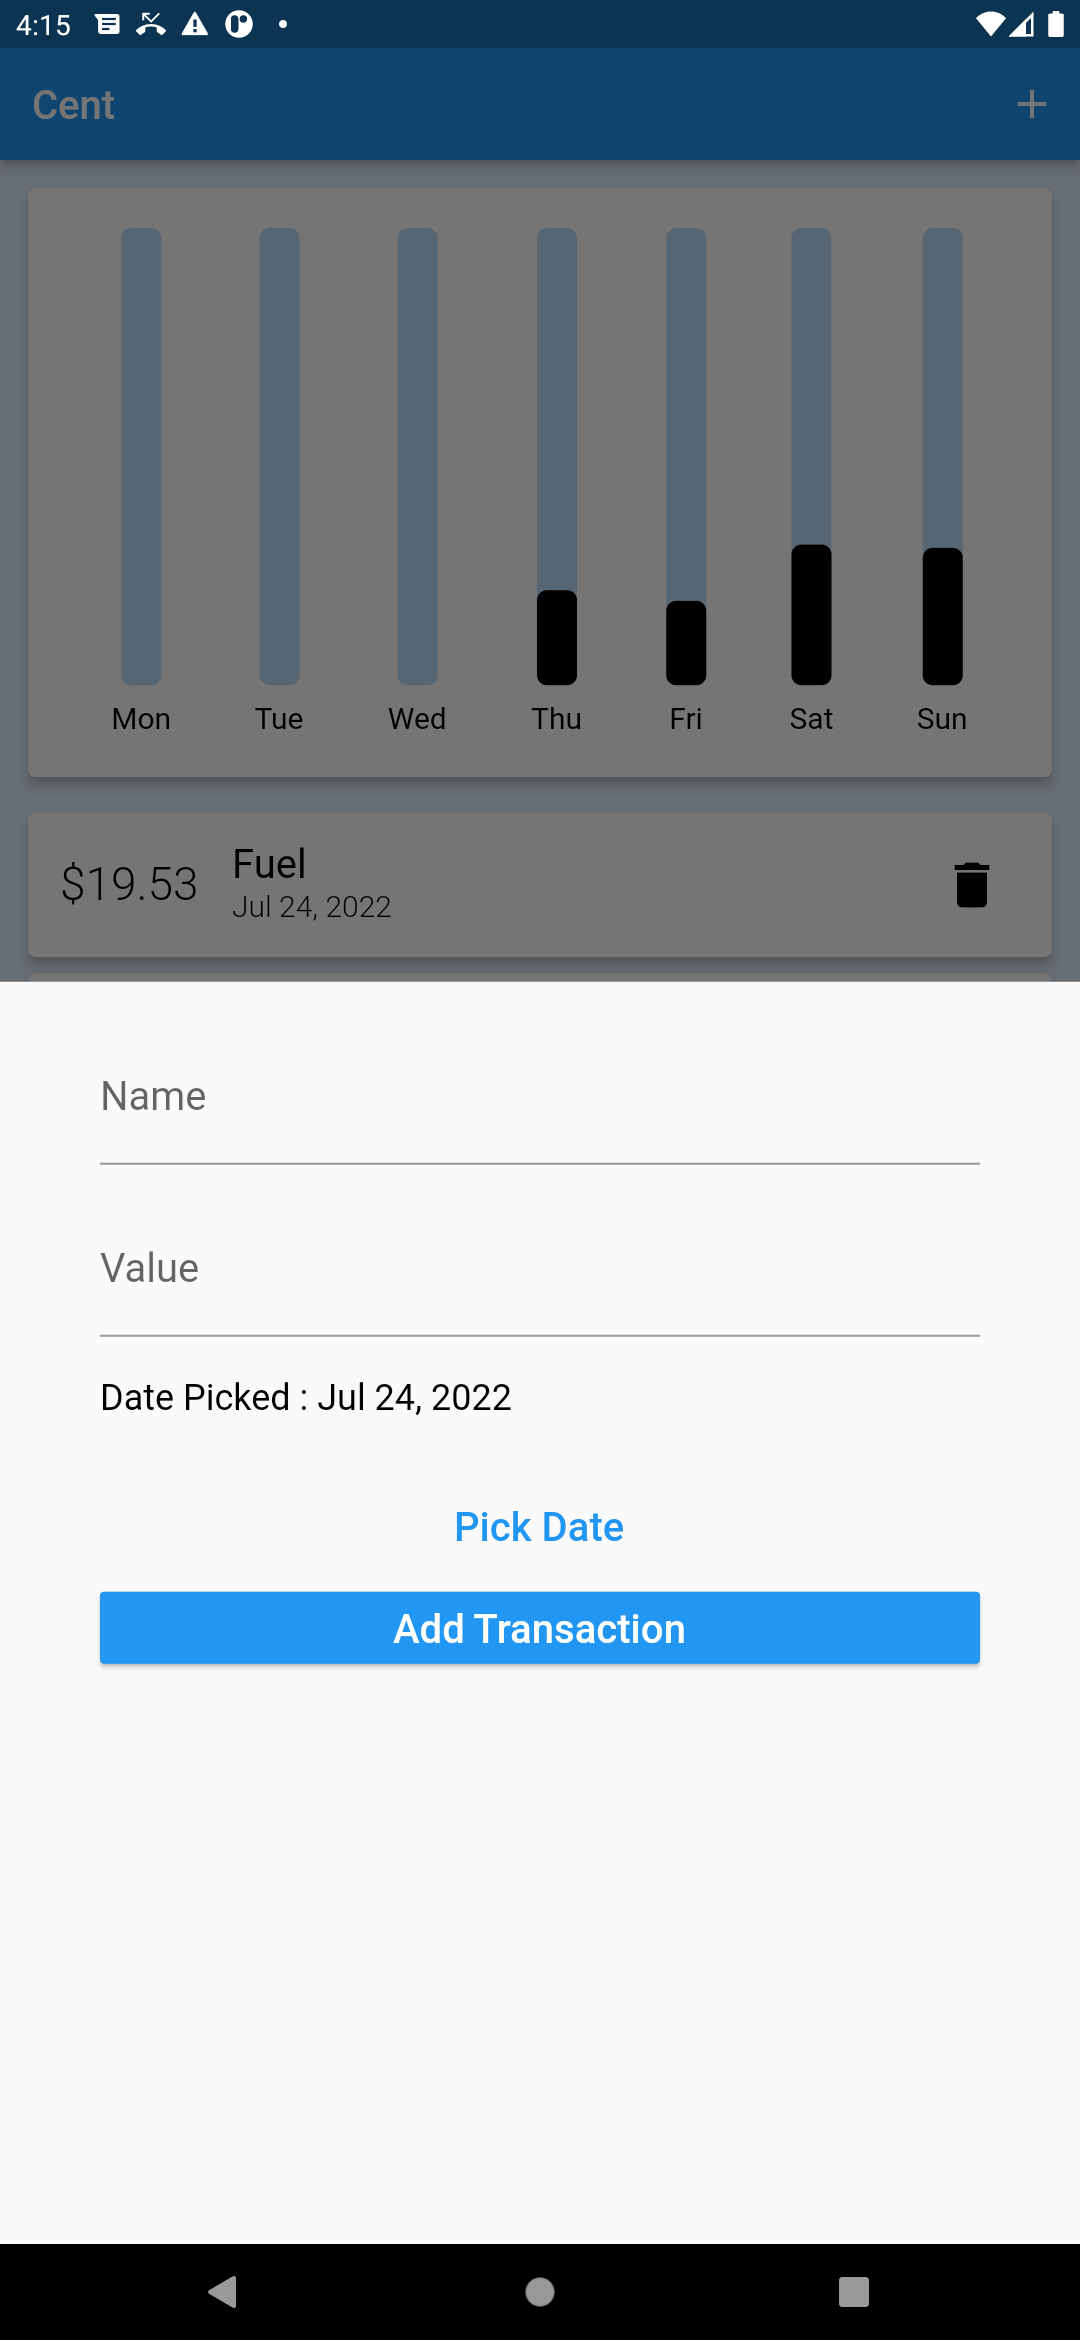 4:15
Cent
Mon Tue Wed Thu Fri Sat Sun
$19.53
Fuel
Jul 24, 2022
Name
Value
Date Picked : Jul 24, 2022
Pick Date
Add Transaction